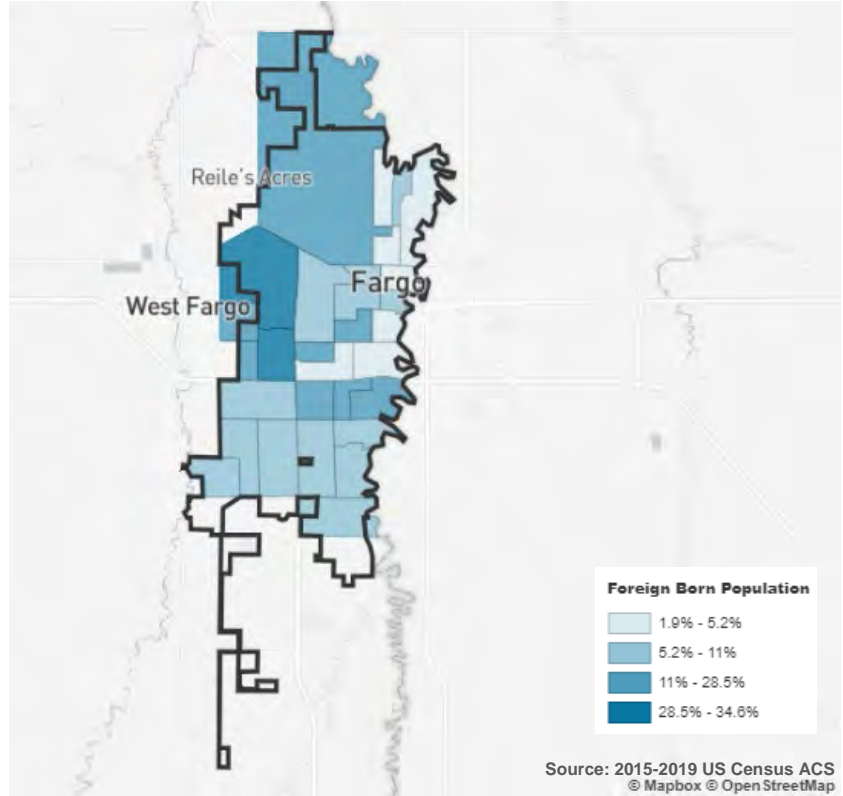 Reile's Acres
Fargo
West Fargo
Foreign Born Population
1.9% - 5.2%
5.2% - 11%
11% - 28.5%
28.5% - 34.6%
Source: 2015-2019 US Census ACS
© Mapbox © OpenStreetMap